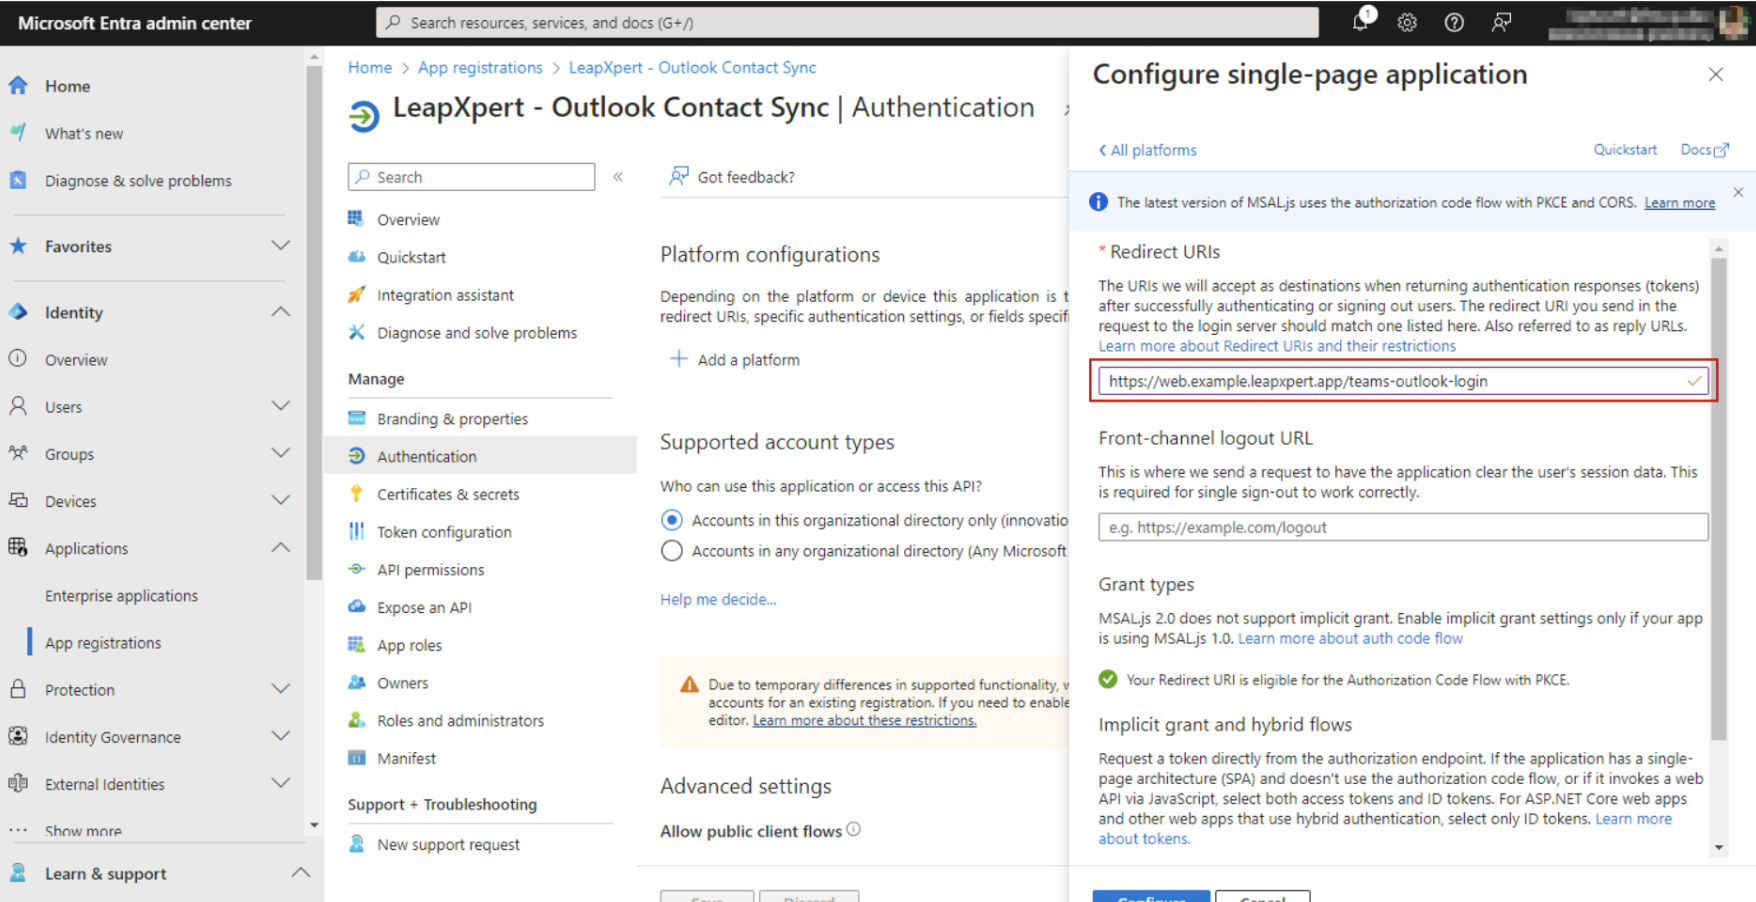 Microsoft Entra admin center
Search resources, services, and docs (G+/)
1
Home
What's new
Diagnose & solve problems
Favorites
Identity
Overview
Users
Groups
Devices
Applications
Enterprise applications
App registrations
Protection
Identity Governance
External Identities
Show more
Learn & support
Home > App registrations > LeapXpert - Outlook Contact Sync
LeapXpert - Outlook Contact Sync | Authentication
Search
Overview
Quickstart
Integration assistant
Diagnose and solve problems
Manage
Branding & properties
Authentication
Certificates & secrets
Token configuration
API permissions
Expose an API
App roles
Owners
Roles and administrators
Manifest
Support + Troubleshooting
New support request
Got feedback?
Platform configurations
Depending on the platform or device this application is t
redirect URIs, specific authentication settings, or fields specifi
Add a platform
Supported account types
Who can use this application or access this API?
Accounts in this organizational directory only (innovatio
Accounts in any organizational directory (Any Microsoft
Help me decide...
Due to temporary differences in supported functionality, w
accounts for an existing registration. If you need to enable
editor. Learn more about these restrictions.
Advanced settings
Allow public client flows
Save Discard
Configure single-page application
All platforms
Quickstart Docs
The latest version of MSAL.js uses the authorization code flow with PKCE and CORS. Learn more
* Redirect URIs
The URIs we will accept as destinations when returning authentication responses (tokens)
after successfully authenticating or signing out users. The redirect URI you send in the
request to the login server should match one listed here. Also referred to as reply URLs.
Learn more about Redirect URIs and their restrictions
https://web.example.leapxpert.app/teams-outlook-login
Front-channel logout URL
This is where we send a request to have the application clear the user's session data. This
is required for single sign-out to work correctly.
e.g. https://example.com/logout
Grant types
MSAL.js 2.0 does not support implicit grant. Enable implicit grant settings only if your app
is using MSAL.js 1.0. Learn more about auth code flow
Your Redirect URI is eligible for the Authorization Code Flow with PKCE.
Implicit grant and hybrid flows
Request a token directly from the authorization endpoint. If the application has a single-
page architecture (SPA) and doesn't use the authorization code flow, or if it invokes a web
API via JavaScript, select both access tokens and ID tokens. For ASP.NET Core web apps
and other web apps that use hybrid authentication, select only ID tokens. Learn more
about tokens.
Configure Cancel